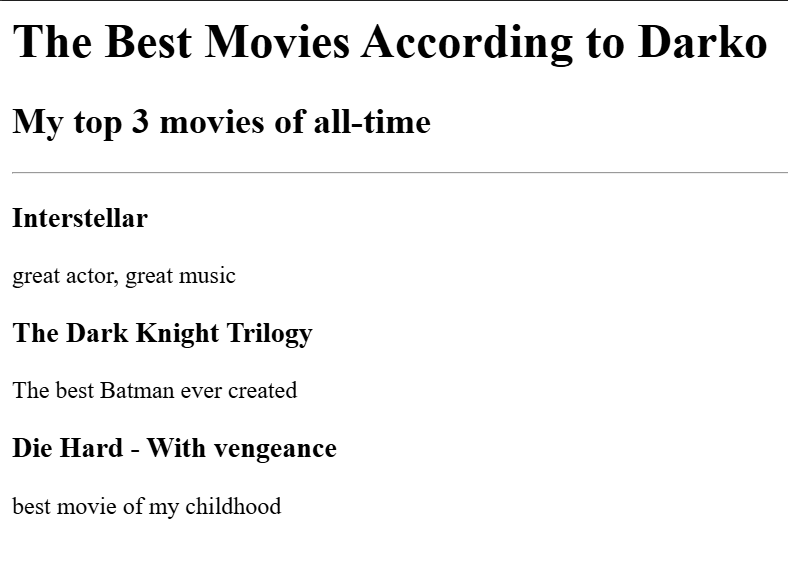 The Best Movies According to Darko
My top 3 movies of all-time
Interstellar
great actor, great music
The Dark Knight Trilogy
The best Batman ever created
Die Hard - With vengeance
best movie of my childhood